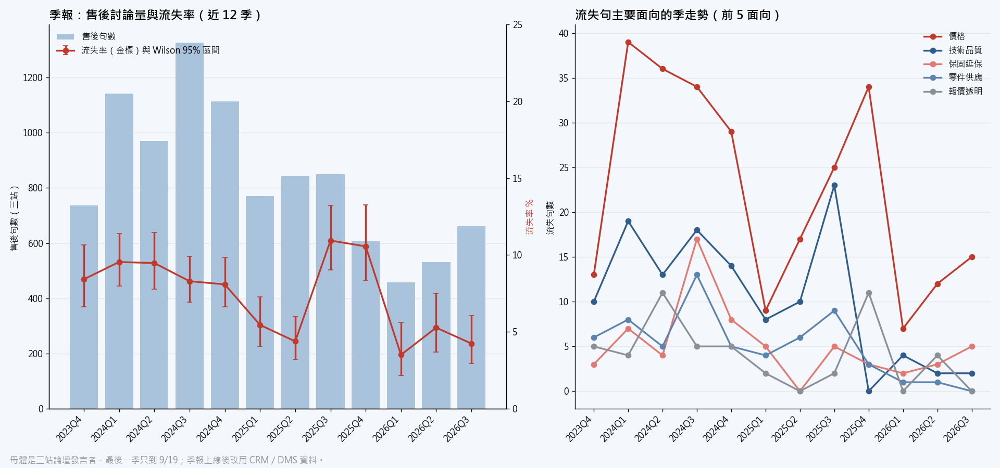 季報：售後討論量與流失率（近 12 季）
售後句數
流失率（金標）與 Wilson 95% 區間
售後句數（三站）
1200
1000
800
600
400
200
0
25
20
15
10
5
0
流失率 %
2023Q4
2024Q1
2024Q2
2024Q3
2024Q4
2025Q1
2025Q2
2025Q3
2025Q4
2026Q1
2026Q2
2026Q3
流失句主要面向的季走勢（前 5 面向）
價格
技術品質
保固延保
零件供應
報價透明
流失句數
40
35
30
25
20
15
10
5
0
2023Q4
2024Q1
2024Q2
2024Q3
2024Q4
2025Q1
2025Q2
2025Q3
2025Q4
2026Q1
2026Q2
2026Q3
母體是三站論壇發言者，最後一季只到 9/19；季報上線後改用 CRM / DMS 資料。